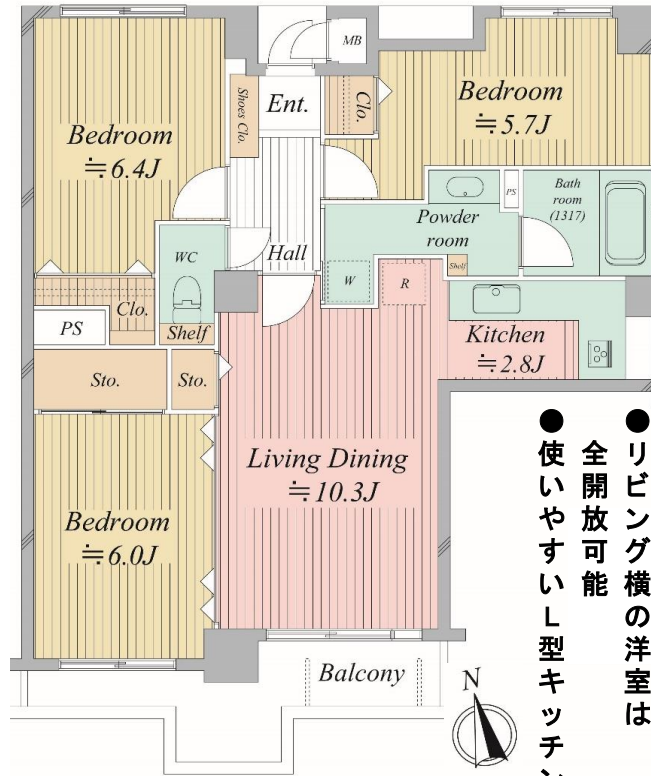 MB
Ent.
Shoes Clo.
Clo.
Bedroom
≒6.4J
Bedroom
≒5.7J
PS
Bath
room
(1317)
Powder
room
Shelf
WC
Hall
W
R
Clo.
PS
Shelf
Kitchen
≒2.8J
Sto.
Sto.
Living Dining
≒10.3J
Bedroom
≒6.0J
Balcony
N
●リビング横の洋室は
全開放可能
●使いやすいL型キッチン